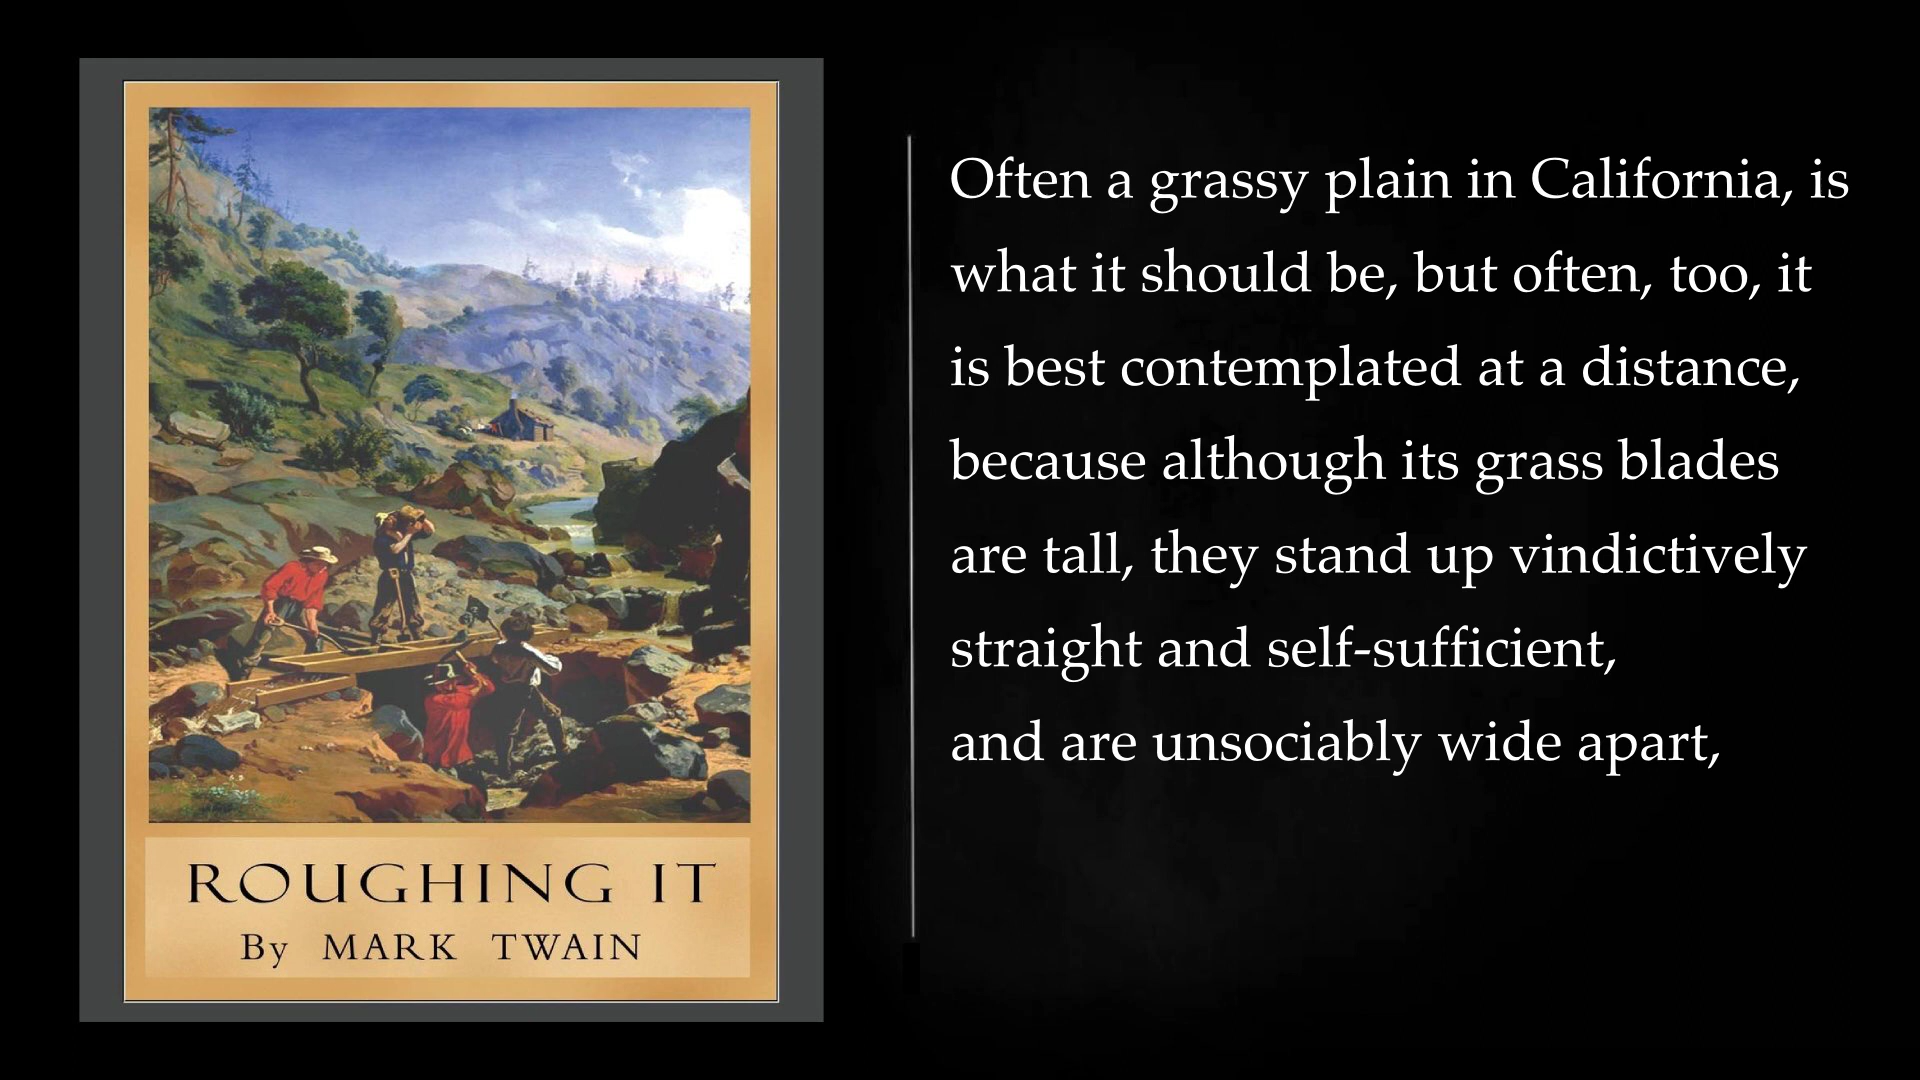 ROUGHING IT
By MARK TWAIN
Often a grassy plain in California, is
what it should be, but often, too, it
is best contemplated at a distance,
because although its grass blades
are tall, they stand up vindictively
straight and self-sufficient,
and are unsociably wide apart,